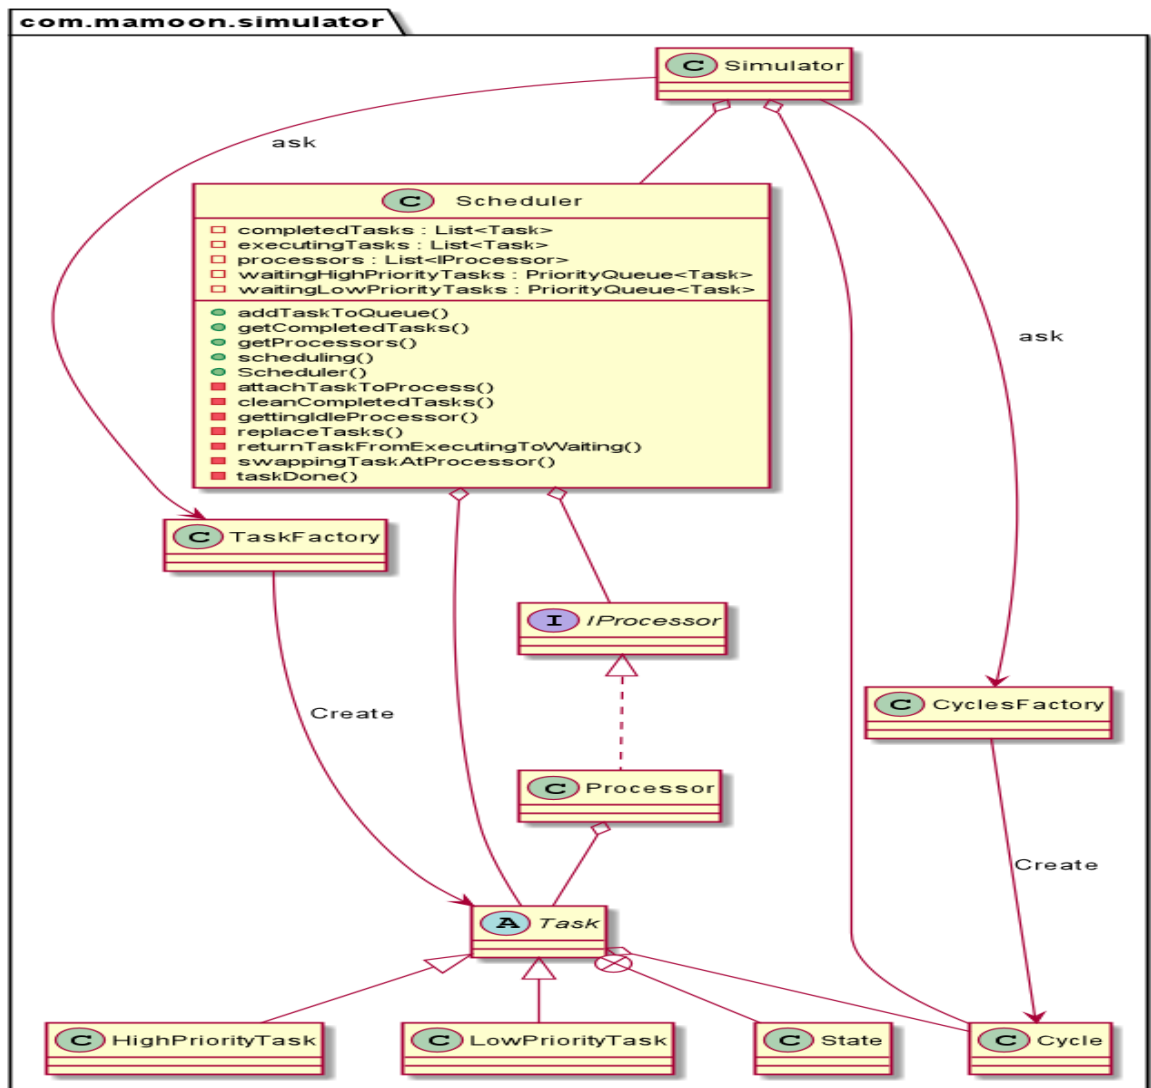 com.mamoon.simulator
C Simulator
ask
C Scheduler
completedTasks : List<Task>
executingTasks : List<Task>
processors : List<IProcessor>
waitingHighPriorityTasks : PriorityQueue<Task>
waitingLowPriorityTasks : PriorityQueue<Task>
addTaskToQueue()
getCompletedTasks()
getProcessors()
scheduling()
Scheduler()
attachTaskToProcess()
cleanCompletedTasks()
gettingIdleProcessor()
replaceTasks()
returnTaskFromExecutingToWaiting()
swappingTaskAtProcessor()
taskDone()
ask
C TaskFactory
I IProcessor
C CyclesFactory
Create
C Processor
Create
A Task
C HighPriorityTask
C LowPriorityTask
C State
C Cycle